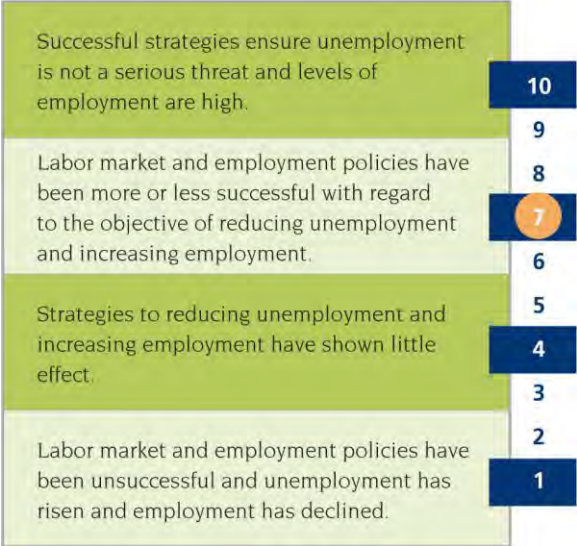 Successful strategies ensure unemployment
is not a serious threat and levels of
employment are high.
10
9
Labor market and employment policies have
been more or less successful with regard
to the objective of reducing unemployment
and increasing employment.
8
7
6
Strategies to reducing unemployment and
increasing employment have shown little
effect.
5
4
3
Labor market and employment policies have
been unsuccessful and unemployment has
risen and employment has declined.
2
1